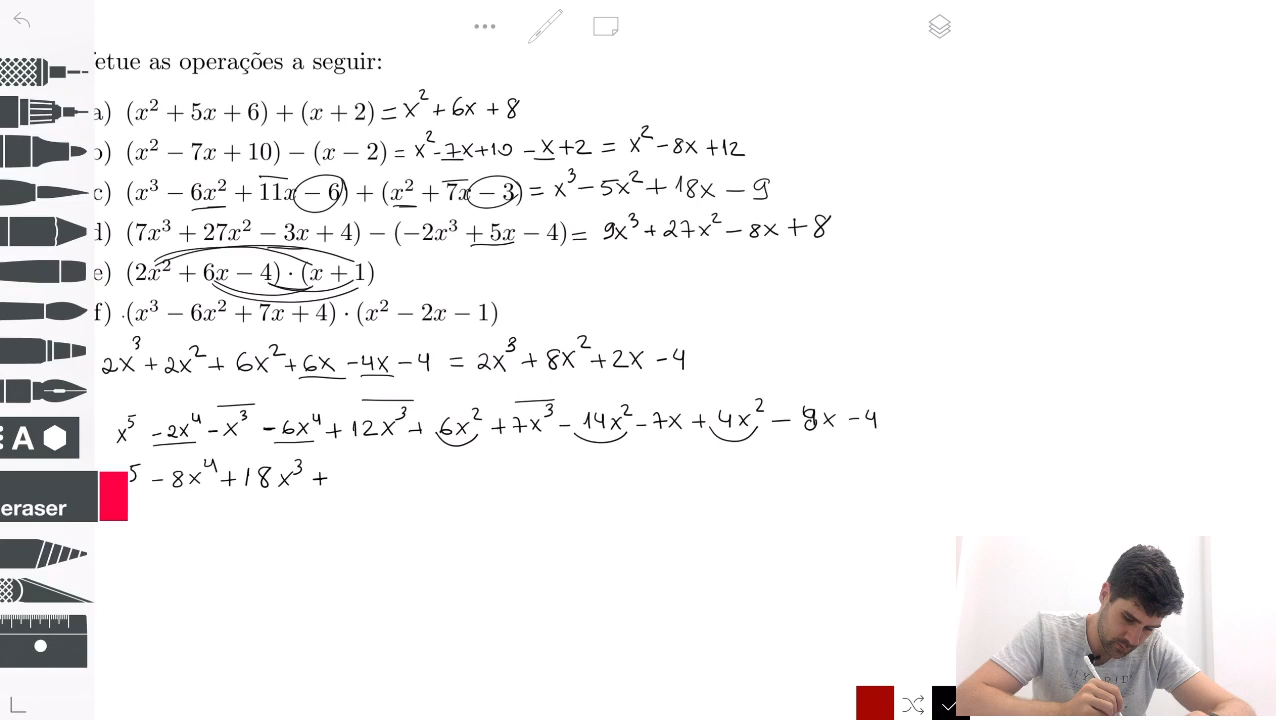 etue as operações a seguir:
a) (x² + 5x + 6) + (x + 2) = x² + 6x + 8
b) (x² − 7x + 10) − (x − 2) = x² - 7x + 10 - x + 2 = x² - 8x + 12
c) (x³ − 6x² + 11x − 6) + (x² + 7x − 3) = x³ - 5x² + 18x - 9
d) (7x³ + 27x² − 3x + 4) − (−2x³ + 5x − 4) = 9x³ + 27x² - 8x + 8
e) (2x² + 6x − 4) · (x + 1)
f) (x³ − 6x² + 7x + 4) · (x² − 2x − 1)
2x³ + 2x² + 6x² + 6x - 4x - 4 = 2x³ + 8x² + 2x - 4
x⁵ - 2x⁴ - x³ - 6x⁴ + 12x³ + 6x² + 7x³ - 14x² - 7x + 4x² - 8x - 4
⁵ - 8x⁴ + 18x³ +
A
eraser